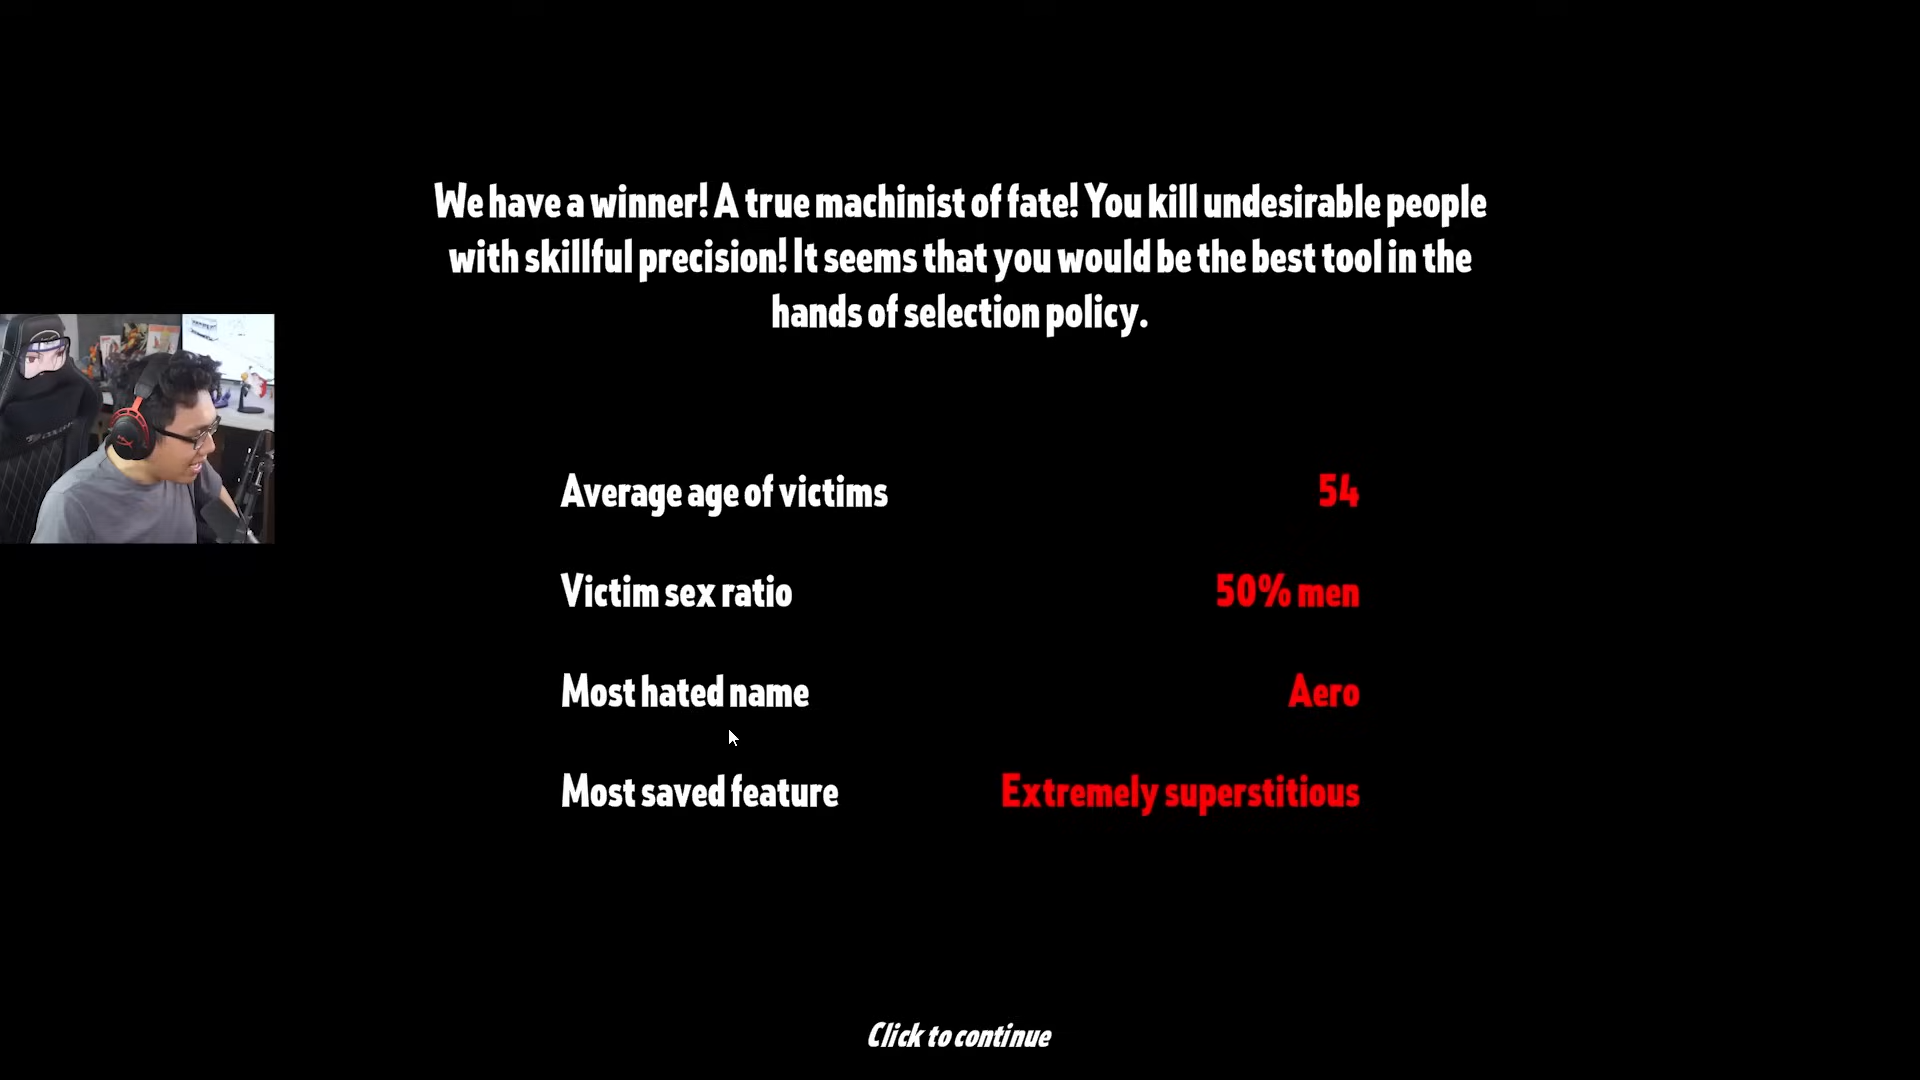 We have a winner! A true machinist of fate! You kill undesirable people
with skillful precision! It seems that you would be the best tool in the
hands of selection policy.
Average age of victims 54
Victim sex ratio 50% men
Most hated name Aero
Most saved feature Extremely superstitious
Click to continue